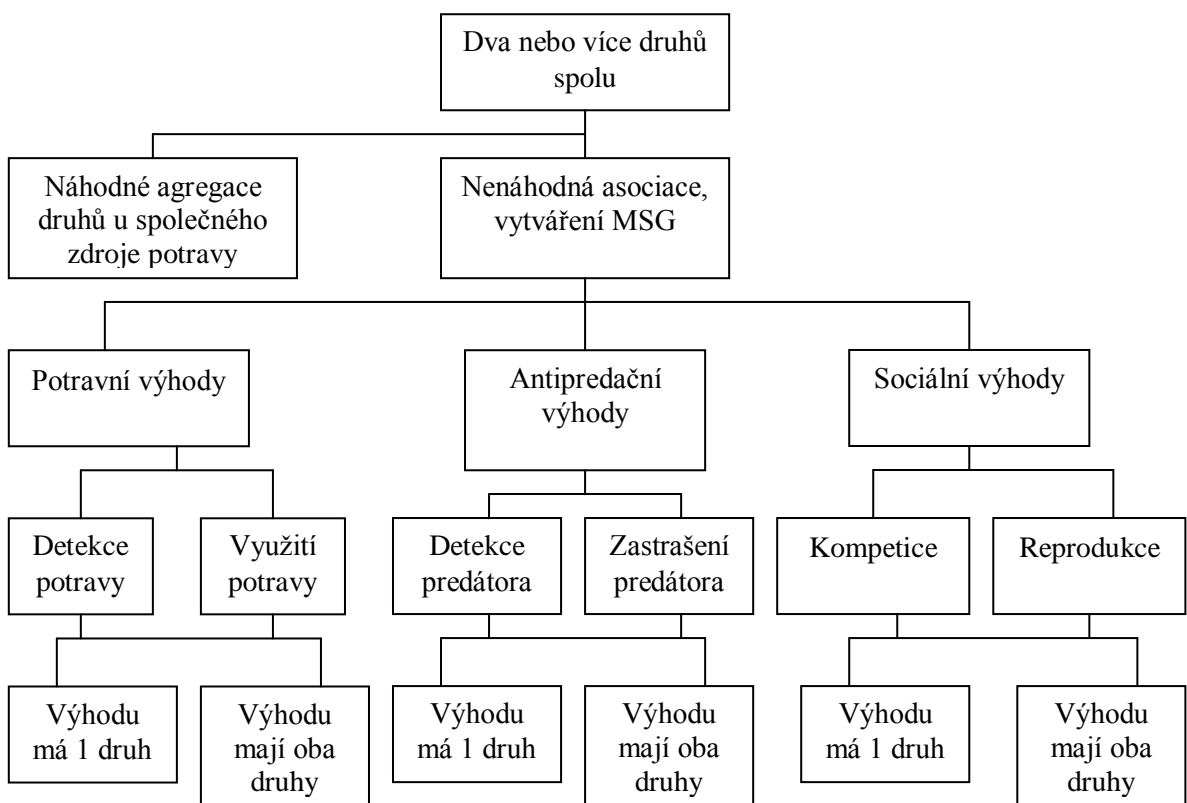 Dva nebo více druhů
spolu
Náhodné agregace
druhů u společného
zdroje potravy
Nenáhodná asociace,
vytváření MSG
Potravní výhody
Antipredační
výhody
Sociální výhody
Detekce
potravy
Využití
potravy
Detekce
predátora
Zastrašení
predátora
Kompetice
Reprodukce
Výhodu
má 1 druh
Výhodu
mají oba
druhy
Výhodu
má 1 druh
Výhodu
mají oba
druhy
Výhodu
má 1 druh
Výhodu
mají oba
druhy